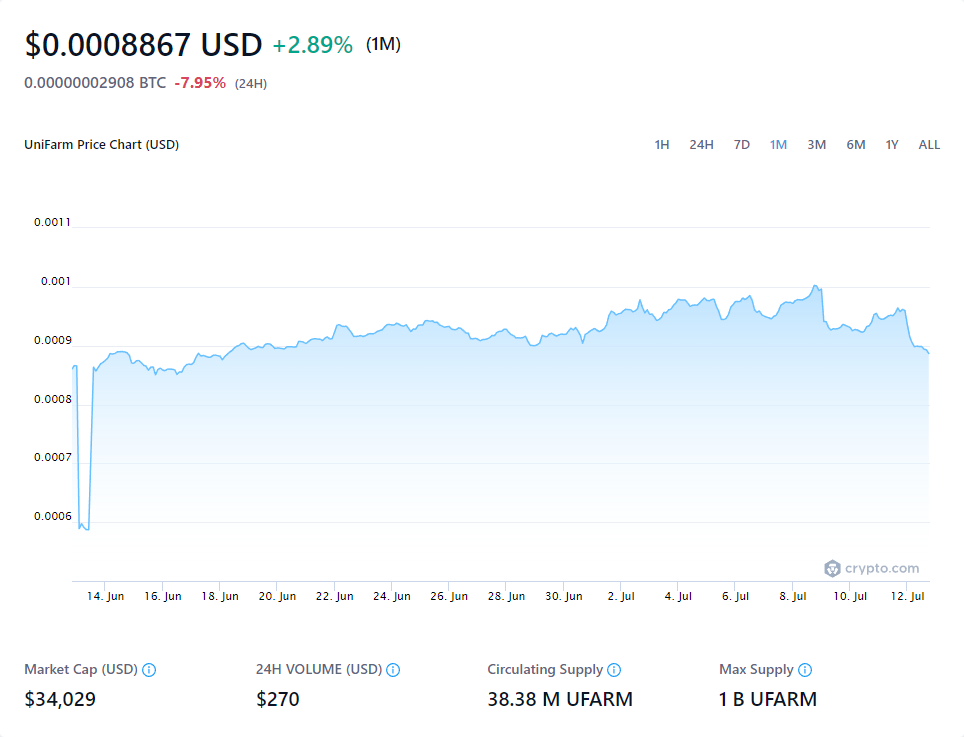 $0.0008867 USD +2.89% (1M)
0.00000002908 BTC -7.95% (24H)
UniFarm Price Chart (USD) 1H 24H 7D 1M 3M 6M 1Y ALL
0.0011
0.001
0.0009
0.0008
0.0007
0.0006
crypto.com
14. Jun 16. Jun 18. Jun 20. Jun 22. Jun 24. Jun 26. Jun 28. Jun 30. Jun 2. Jul 4. Jul 6. Jul 8. Jul 10. Jul 12. Jul
Market Cap (USD) 24H VOLUME (USD) Circulating Supply Max Supply
$34,029 $270 38.38 M UFARM 1 B UFARM